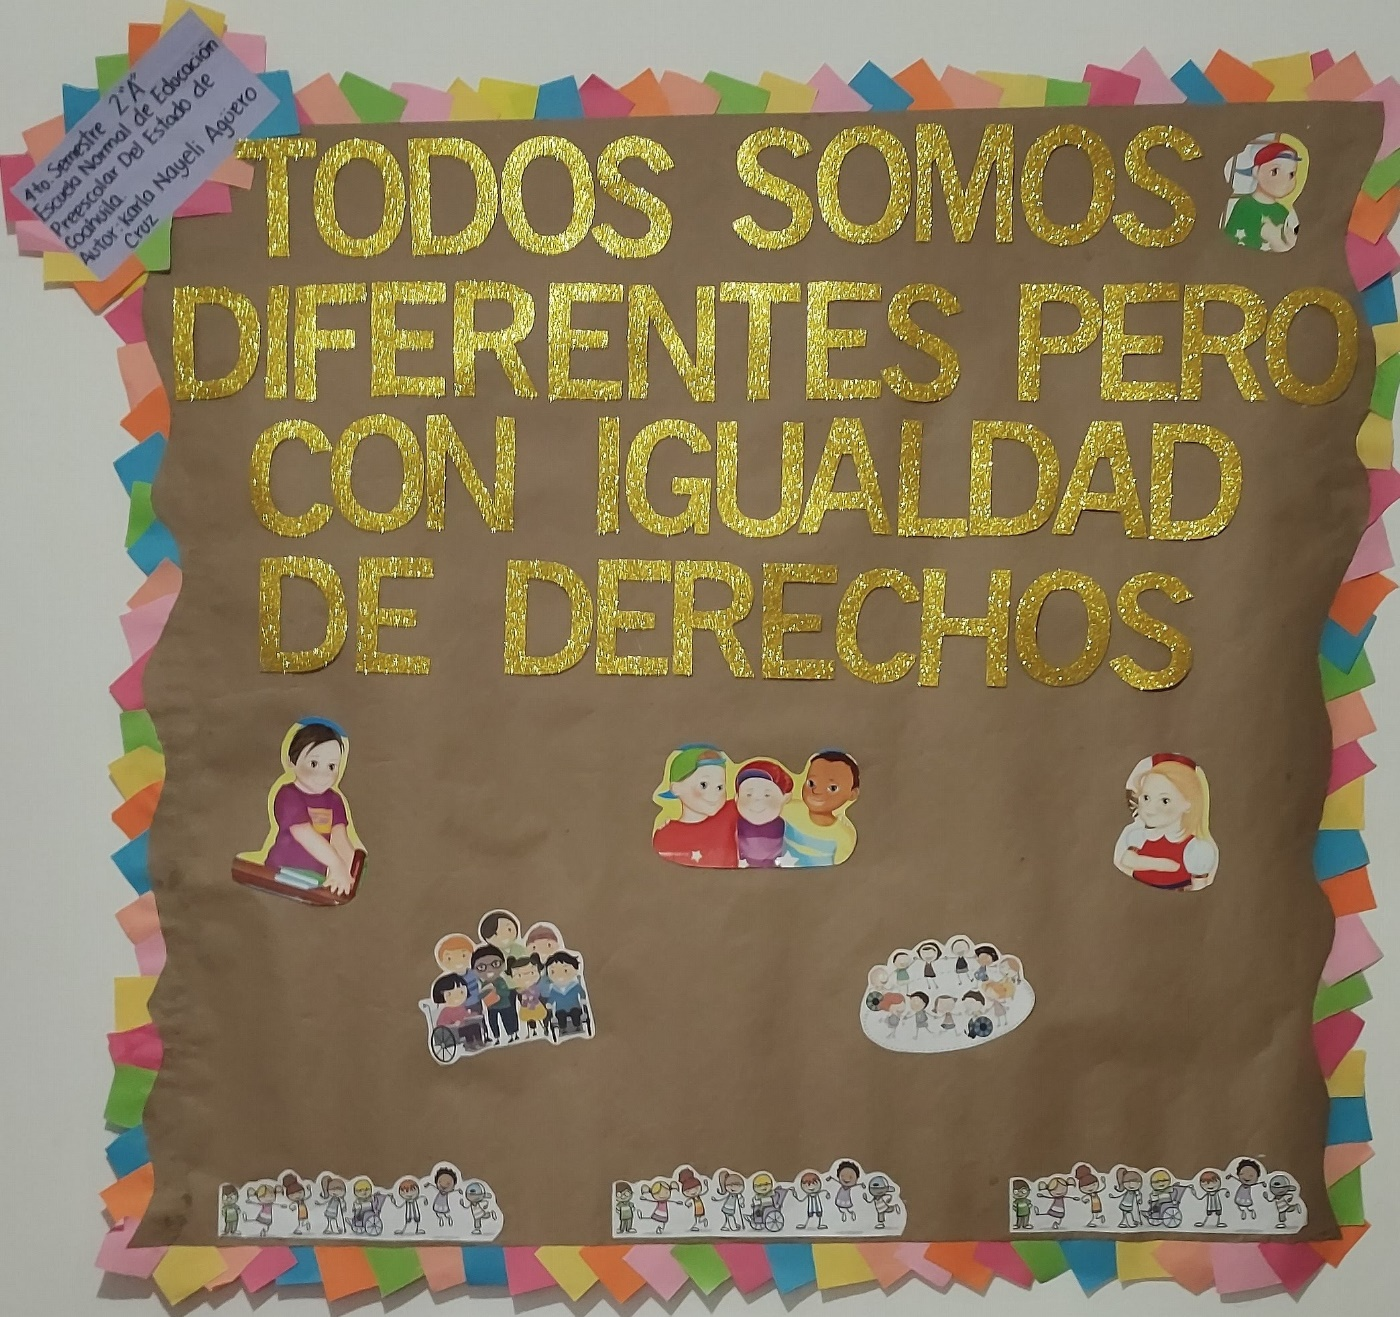 4to. Semestre 2"A"
Escuela Normal de Educación
Preescolar Del Estado de
Coahuila
Autor: Karla Nayeli Agüero
Cruz
TODOS SOMOS
DIFERENTES PERO
CON IGUALDAD
DE DERECHOS